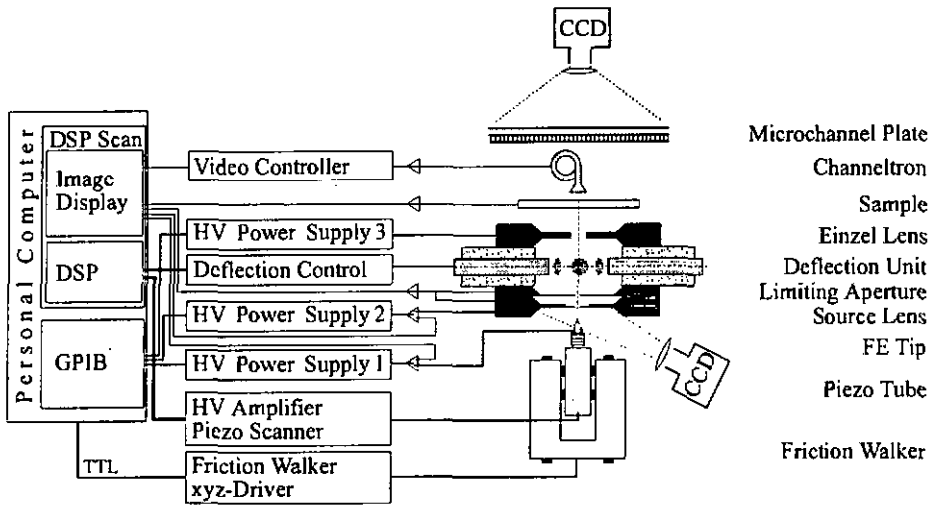 CCD
Personal Computer
DSP Scan
Image
Display
DSP
GPIB
TTL
Video Controller
HV Power Supply 3
Deflection Control
HV Power Supply 2
HV Power Supply 1
HV Amplifier
Piezo Scanner
Friction Walker
xyz-Driver
CCD
Microchannel Plate
Channeltron
Sample
Einzel Lens
Deflection Unit
Limiting Aperture
Source Lens
FE Tip
Piezo Tube
Friction Walker